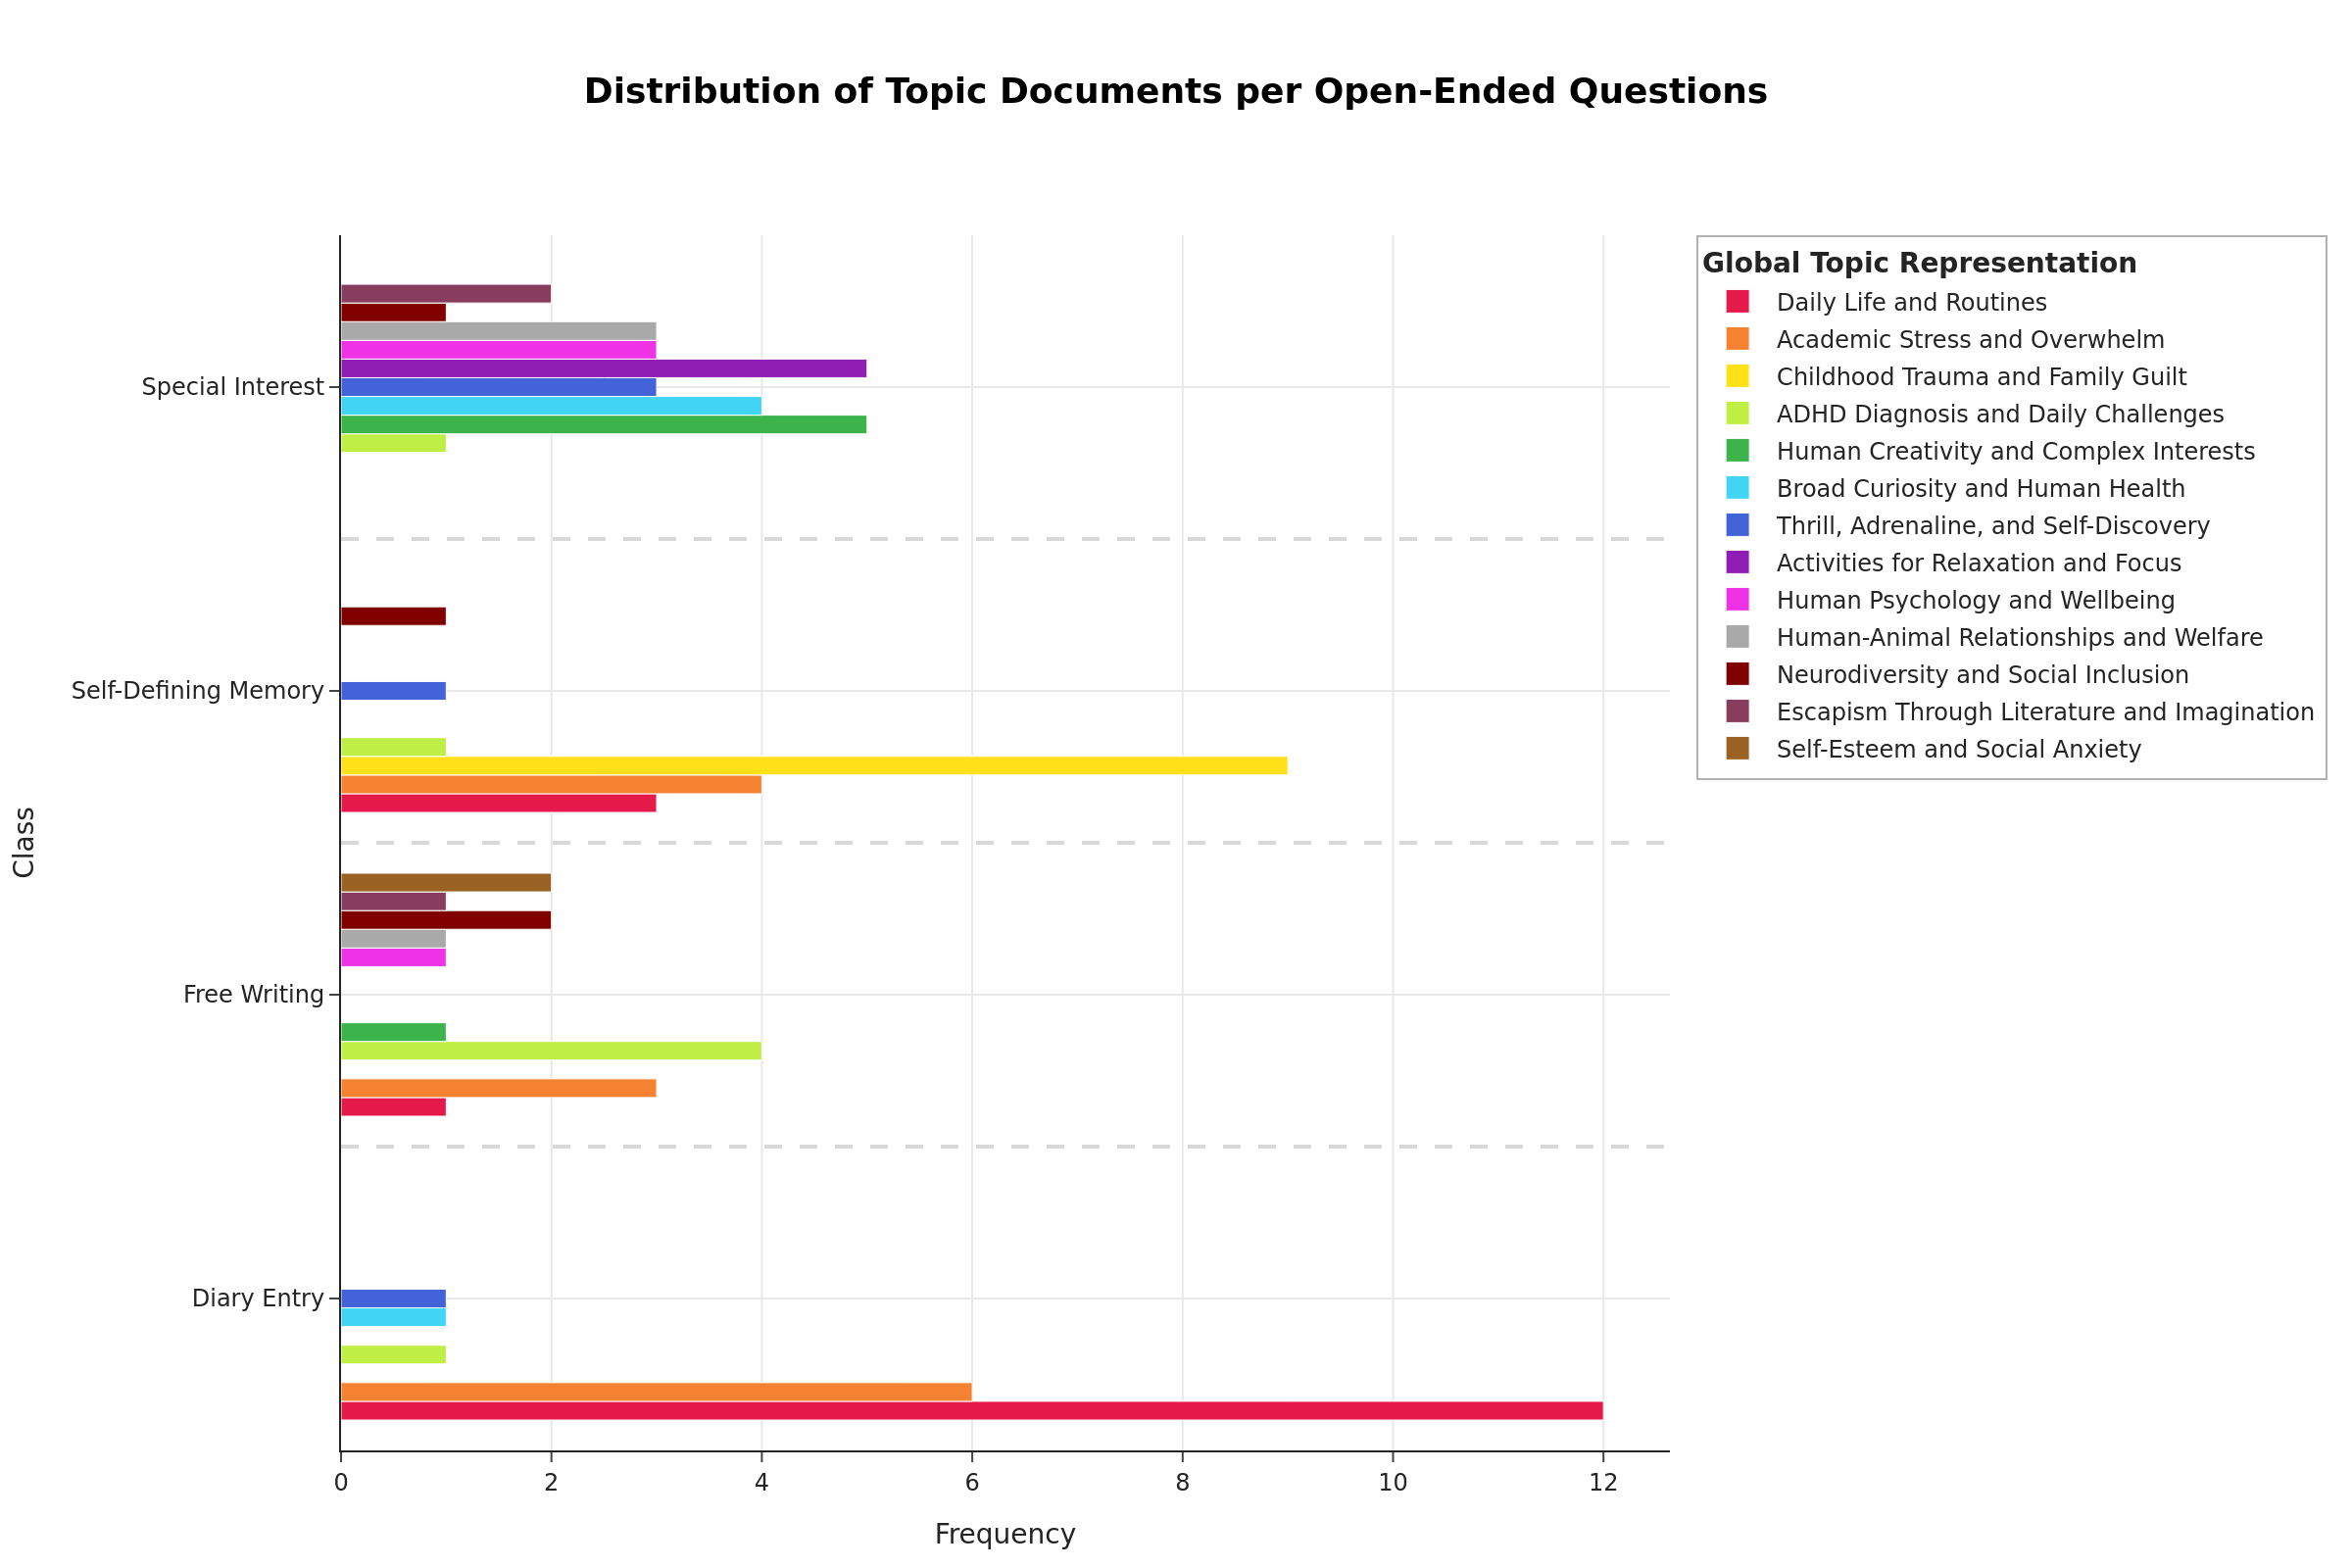 Distribution of Topic Documents per Open-Ended Questions
Global Topic Representation
Daily Life and Routines
Academic Stress and Overwhelm
Childhood Trauma and Family Guilt
ADHD Diagnosis and Daily Challenges
Human Creativity and Complex Interests
Broad Curiosity and Human Health
Thrill, Adrenaline, and Self-Discovery
Activities for Relaxation and Focus
Human Psychology and Wellbeing
Human-Animal Relationships and Welfare
Neurodiversity and Social Inclusion
Escapism Through Literature and Imagination
Self-Esteem and Social Anxiety
Class
Special Interest
Self-Defining Memory
Free Writing
Diary Entry
0 2 4 6 8 10 12
Frequency